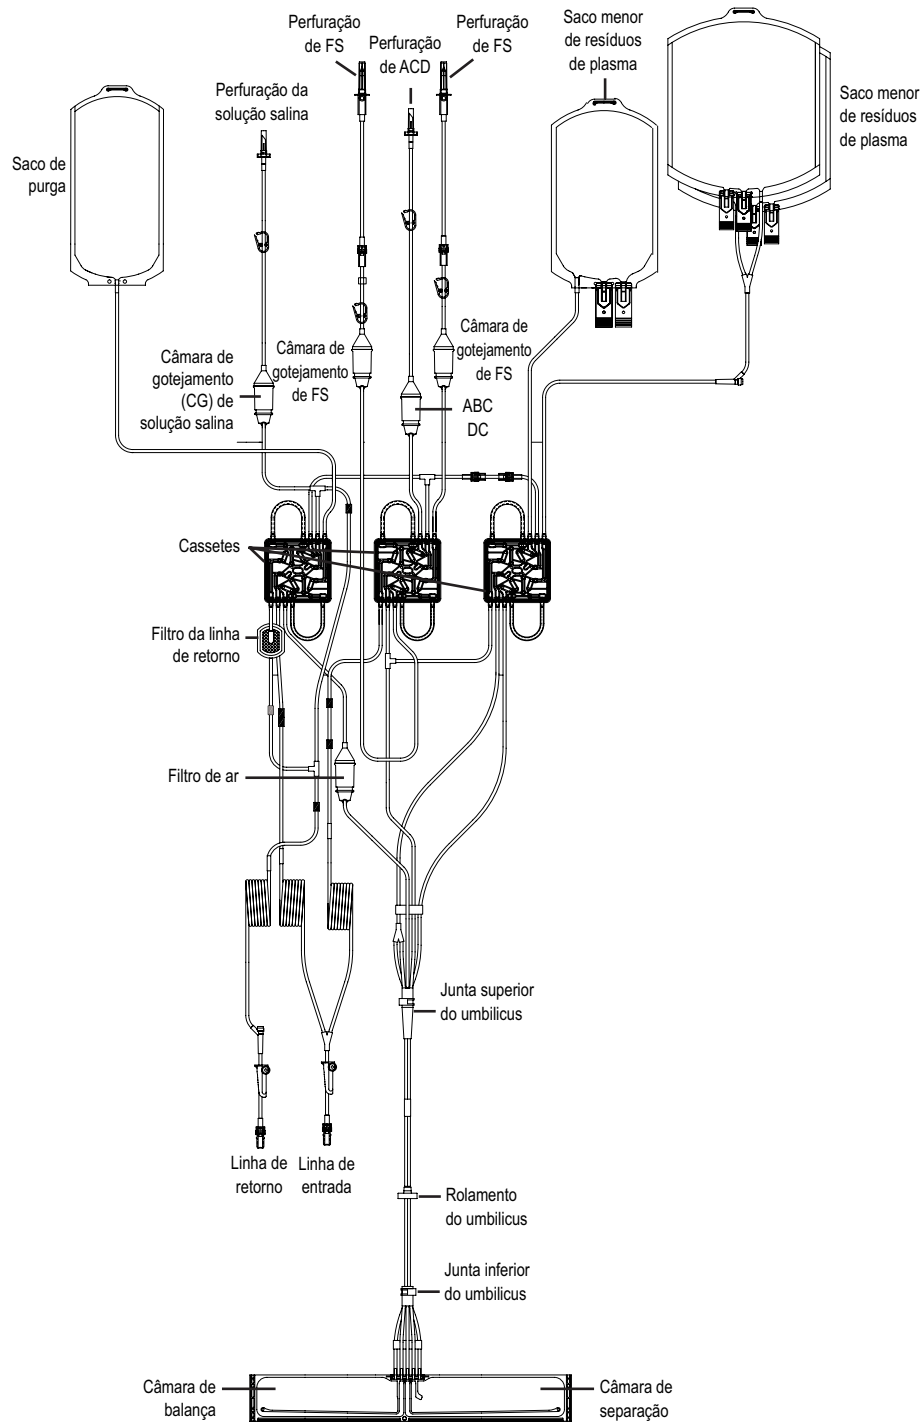 Perfuração
de FS
Perfuração
de ACD
Perfuração
de FS
Saco menor
de resíduos
de plasma
Saco menor
de resíduos
de plasma
Perfuração da
solução salina
Saco de
purga
Câmara de
gotejamento
(CG) de
solução salina
Câmara de
gotejamento
de FS
Câmara de
gotejamento
de FS
ABC
DC
Cassetes
Filtro da linha
de retorno
Filtro de ar
Junta superior
do umbilicus
Linha de
retorno
Linha de
entrada
Rolamento
do umbilicus
Junta inferior
do umbilicus
Câmara de
balança
Câmara de
separação